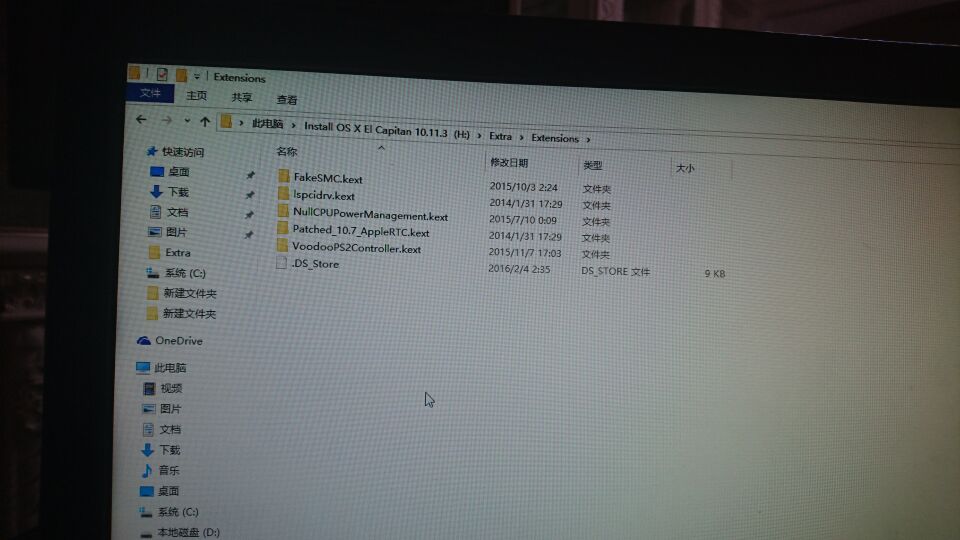 Extensions
文件 主页 共享 查看
此电脑 › Install OS X El Capitan 10.11.3 (H:) › Extra › Extensions ›
名称 修改日期 类型 大小
FakeSMC.kext 2015/10/3 2:24 文件夹
lspcidrv.kext 2014/1/31 17:29 文件夹
NullCPUPowerManagement.kext 2015/7/10 0:09 文件夹
Patched_10.7_AppleRTC.kext 2014/1/31 17:29 文件夹
VoodooPS2Controller.kext 2015/11/7 17:03 文件夹
.DS_Store 2016/2/4 2:35 DS_STORE 文件 9 KB
快速访问
桌面
下载
文档
图片
Extra
系统 (C:)
新建文件夹
新建文件夹
OneDrive
此电脑
视频
图片
文档
下载
音乐
桌面
系统 (C:)
本地磁盘 (D:)